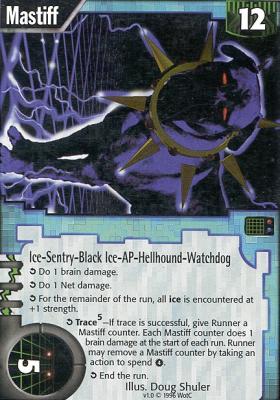 Mastiff
12
Ice-Sentry-Black Ice-AP-Hellhound-Watchdog
Do 1 brain damage.
Do 1 Net damage.
For the remainder of the run, all ice is encountered at
+1 strength.
Trace5—If trace is successful, give Runner
a Mastiff counter. Each Mastiff counter does 1
brain damage at the start of each run. Runner
may remove a Mastiff counter by taking an
action to spend 4.
End the run.
5
Illus. Doug Shuler
v1.0 © 1996 WotC